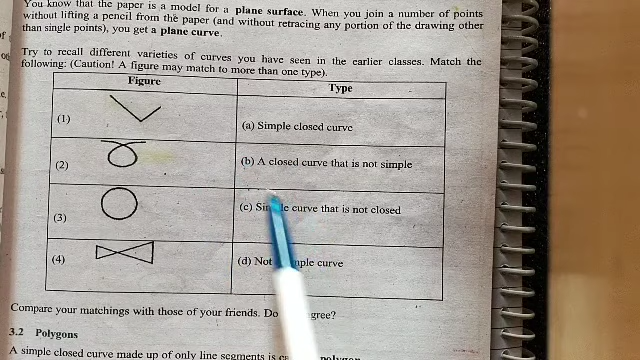 You know that the paper is a model for a plane surface. When you join a number of points
without lifting a pencil from the paper (and without retracing any portion of the drawing other
than single points), you get a plane curve.
Try to recall different varieties of curves you have seen in the earlier classes. Match the
following: (Caution! A figure may match to more than one type).
Figure Type
(1) (a) Simple closed curve
(2) (b) A closed curve that is not simple
(3) (c) curve that is not closed
(4) (d) Not curve
Compare your matchings with those of your friends.
3.2 Polygons
A simple closed curve made up of only line segments is